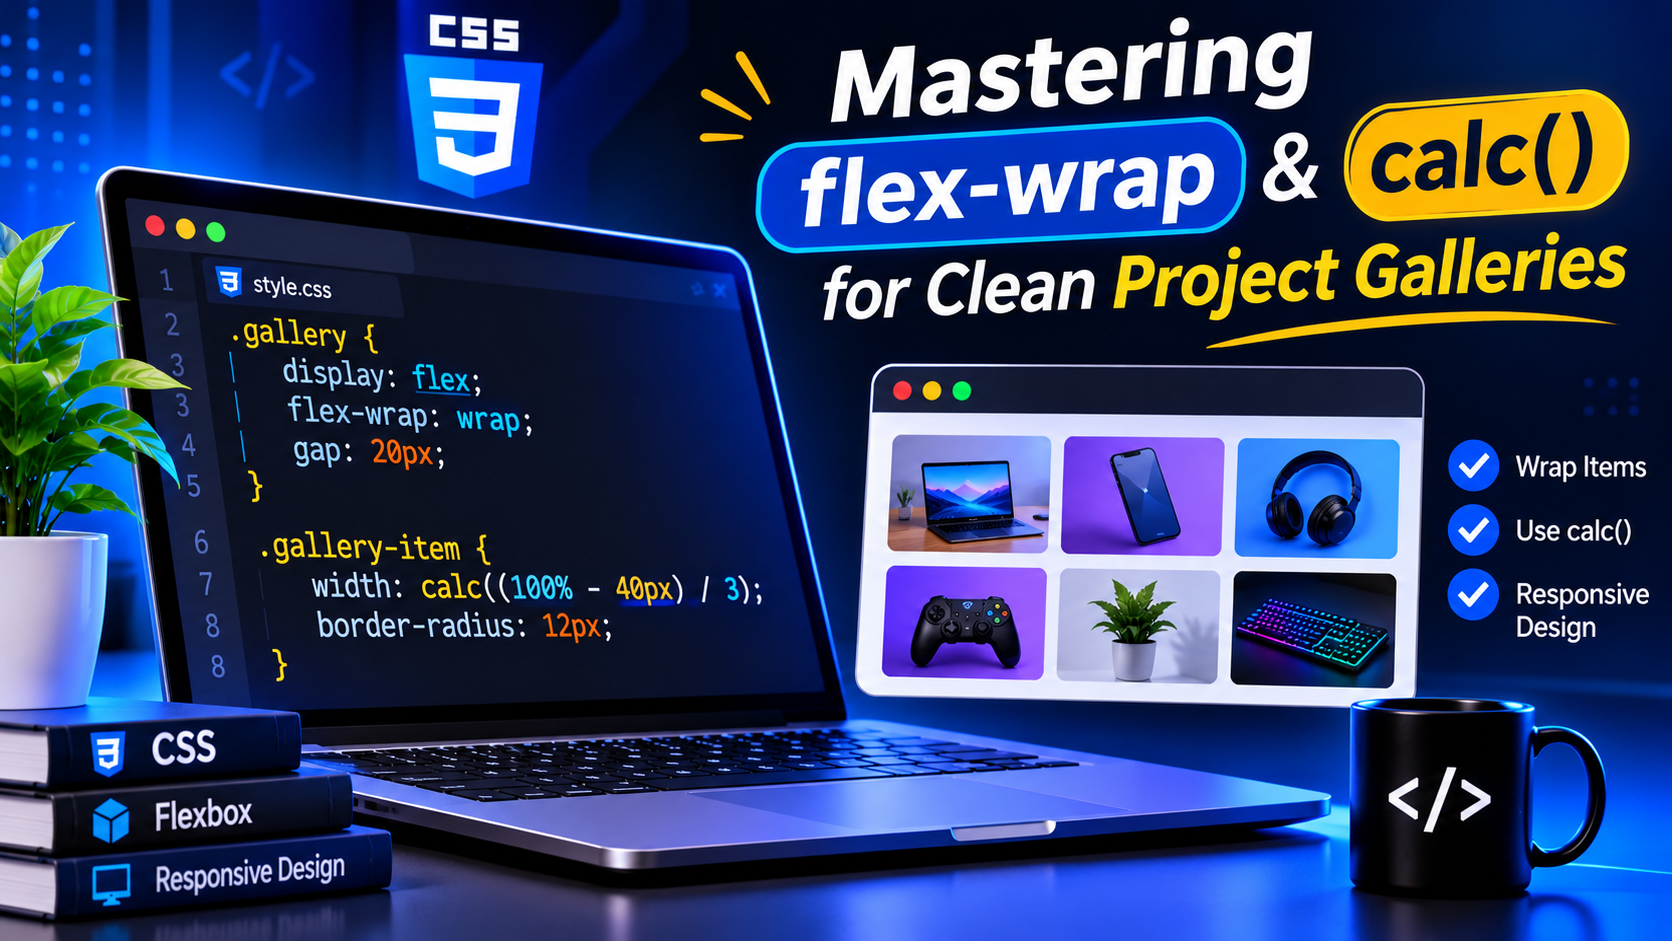 CSS
Mastering
flex-wrap & calc()
for Clean Project Galleries
1 style.css
2 .gallery {
3 display: flex;
3 flex-wrap: wrap;
4 gap: 20px;
5 }
6 .gallery-item {
7 width: calc((100% - 40px) / 3);
8 border-radius: 12px;
8 }
Wrap Items
Use calc()
Responsive
Design
CSS
Flexbox
Responsive Design
</>
</>